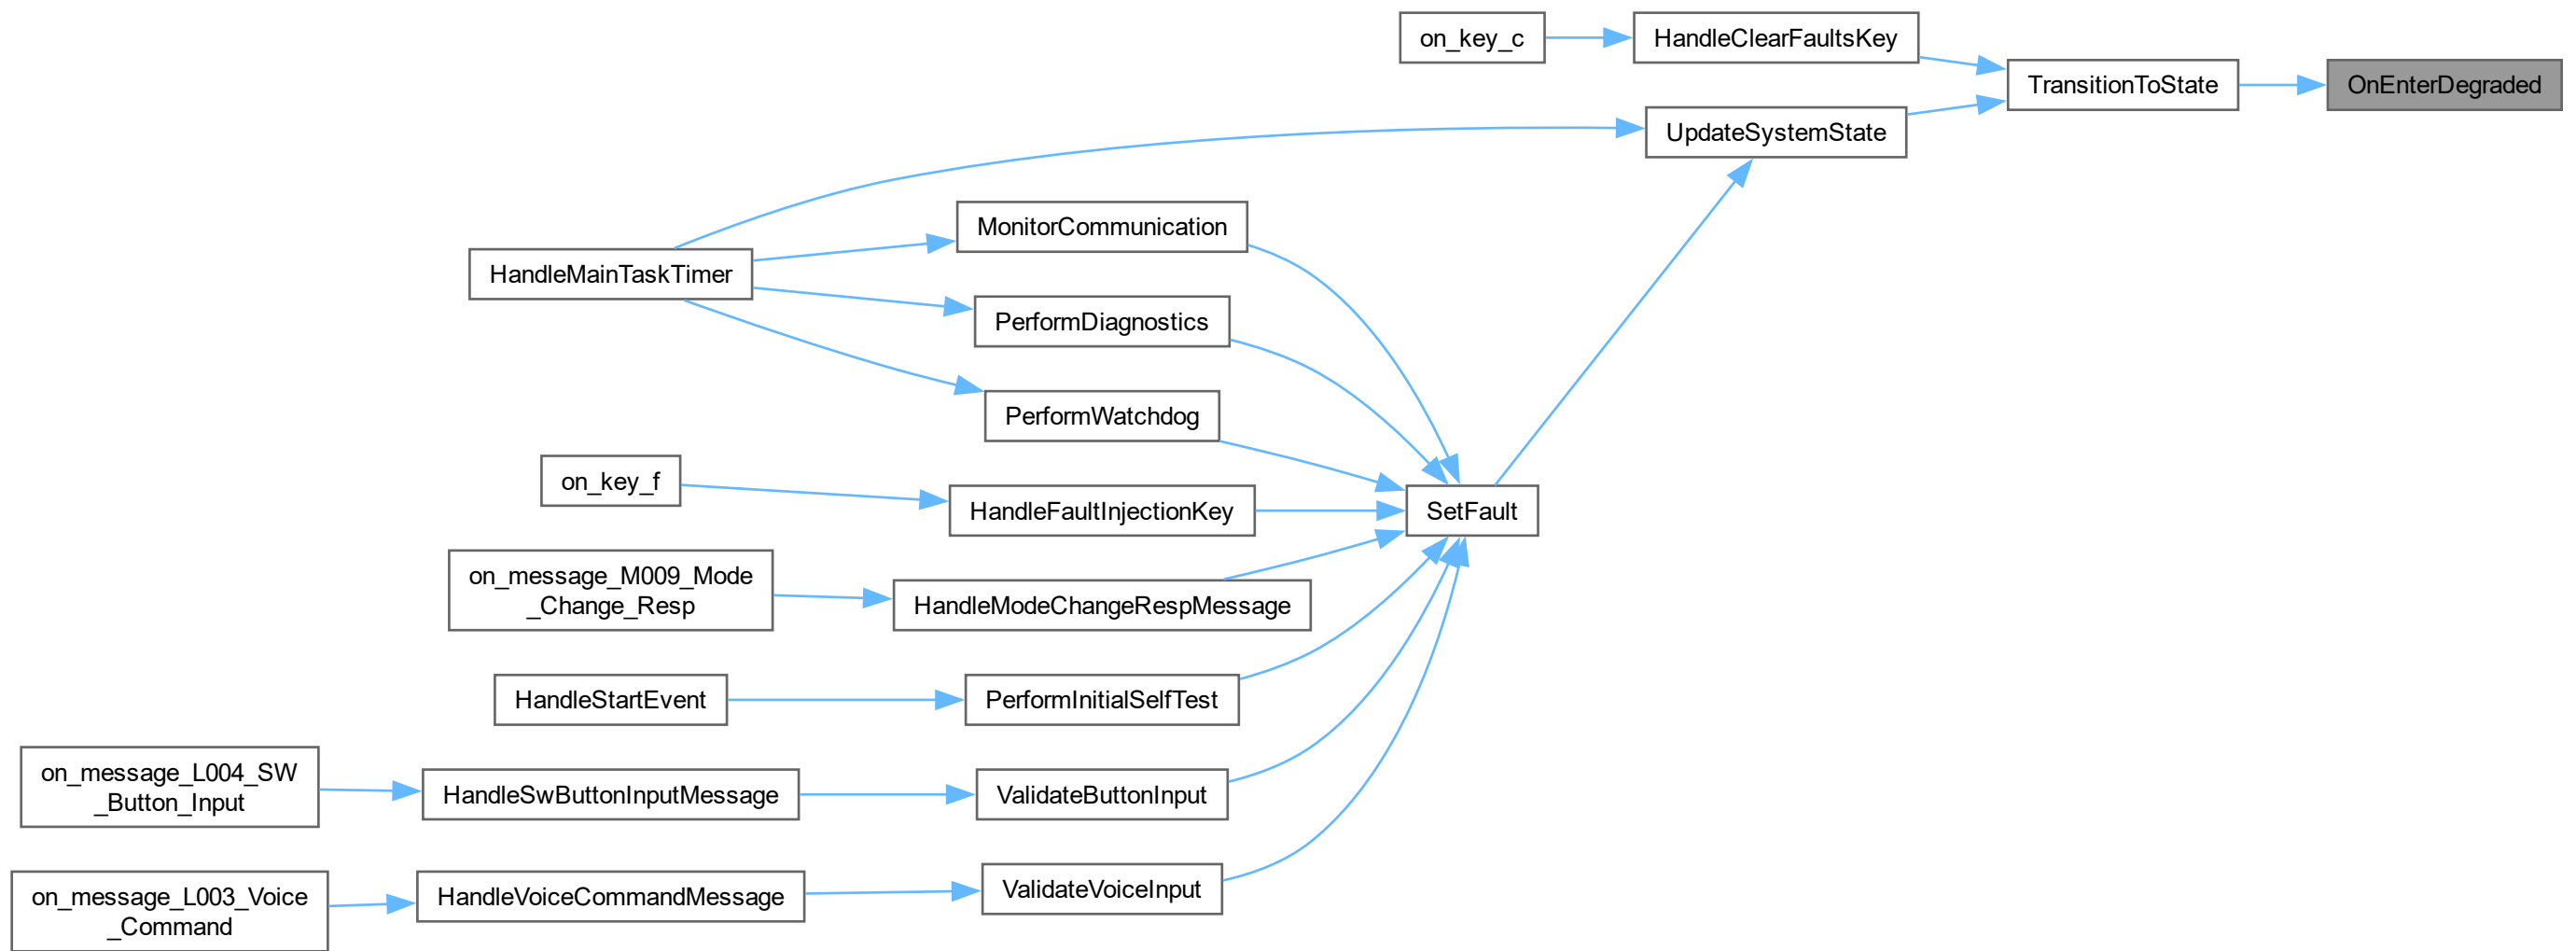 on_key_c
HandleClearFaultsKey
TransitionToState
OnEnterDegraded
UpdateSystemState
MonitorCommunication
HandleMainTaskTimer
PerformDiagnostics
PerformWatchdog
on_key_f
HandleFaultInjectionKey
SetFault
on_message_M009_Mode
_Change_Resp
HandleModeChangeRespMessage
HandleStartEvent
PerformInitialSelfTest
on_message_L004_SW
_Button_Input
HandleSwButtonInputMessage
ValidateButtonInput
on_message_L003_Voice
_Command
HandleVoiceCommandMessage
ValidateVoiceInput